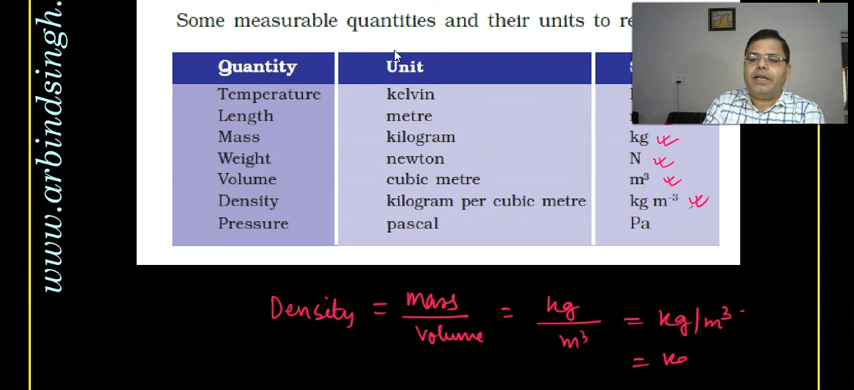 www.arbindsingh.
Some measurable quantities and their units to re
Quantity Unit
Temperature kelvin
Length metre
Mass kilogram kg
Weight newton N
Volume cubic metre m³
Density kilogram per cubic metre kg m⁻³
Pressure pascal Pa
Density = mass / volume = kg / m³ = kg/m³
=